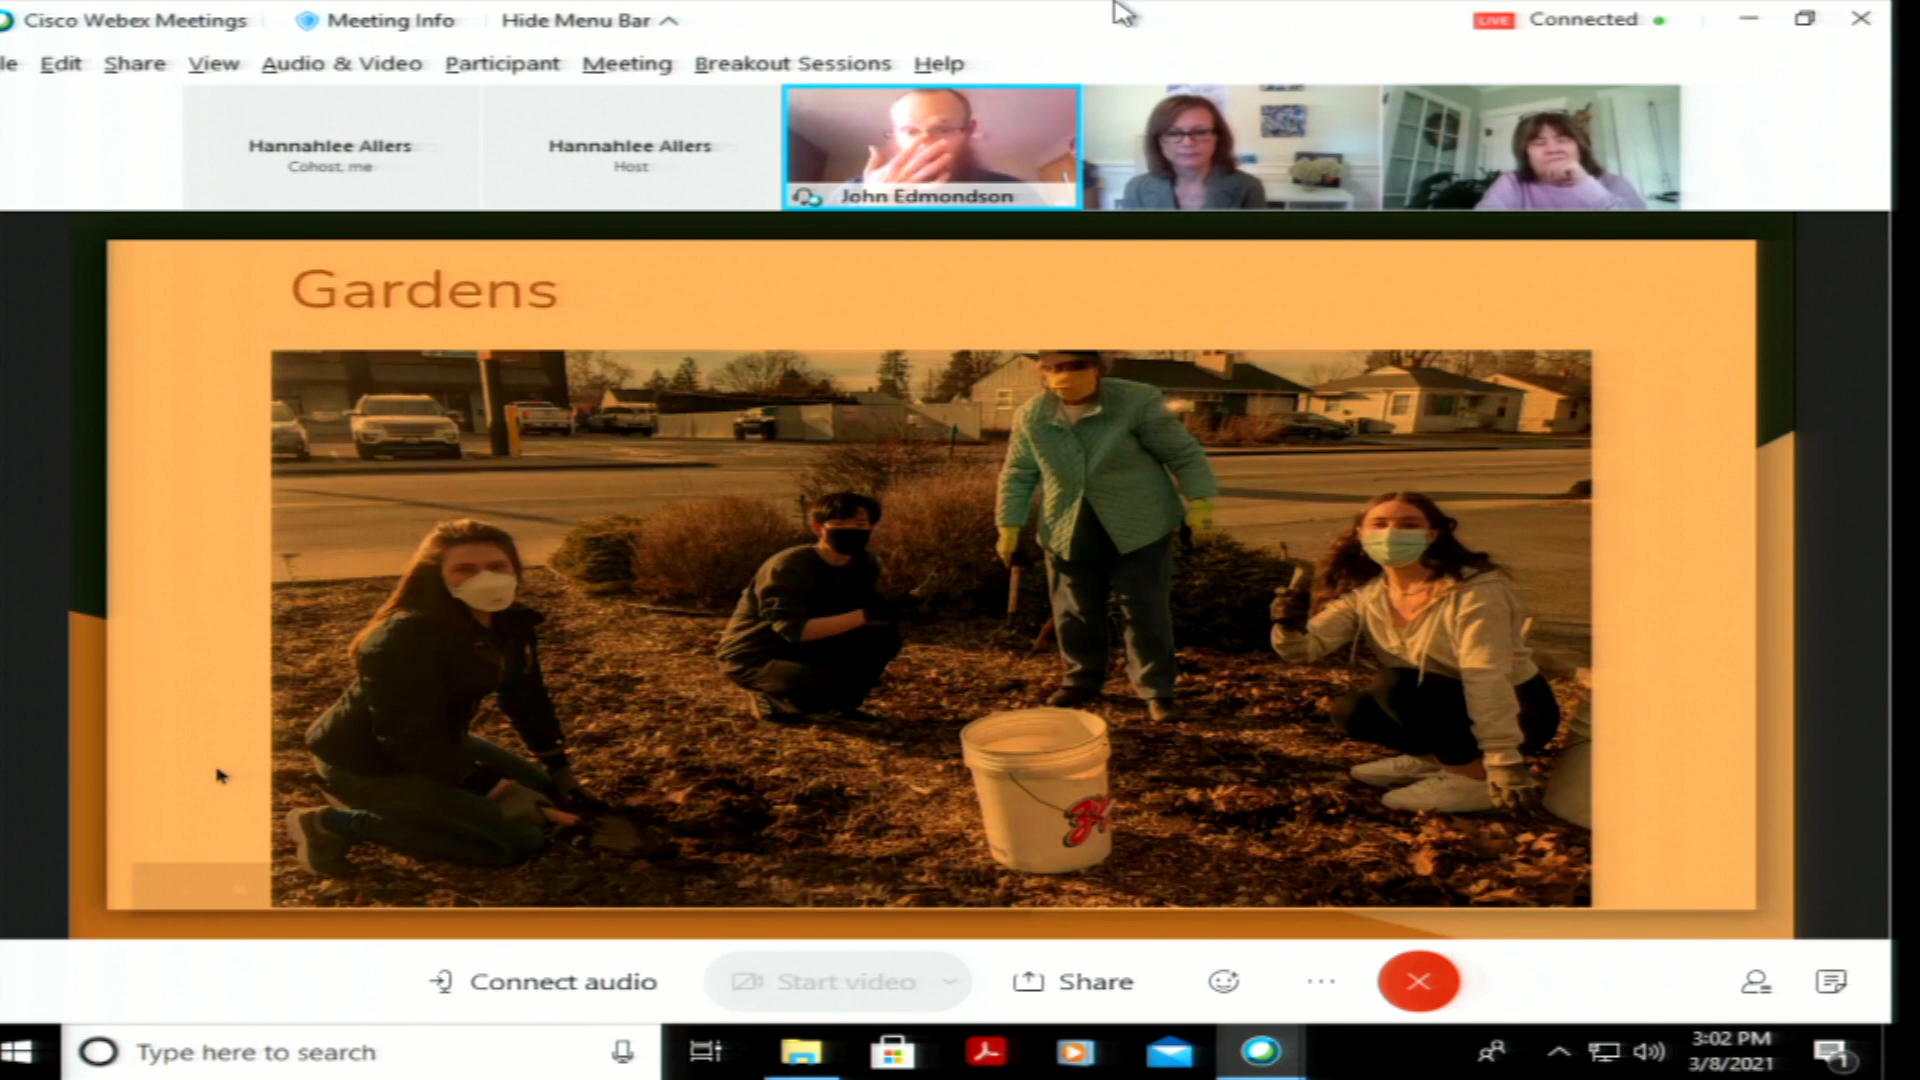 Cisco Webex Meetings Meeting Info Hide Menu Bar LIVE Connected
le Edit Share View Audio & Video Participant Meeting Breakout Sessions Help
Hannahlee Allers
Cohost, me
Hannahlee Allers
Host
John Edmondson
Gardens
Connect audio Start video Share
Type here to search
3:02 PM
3/8/2021
1